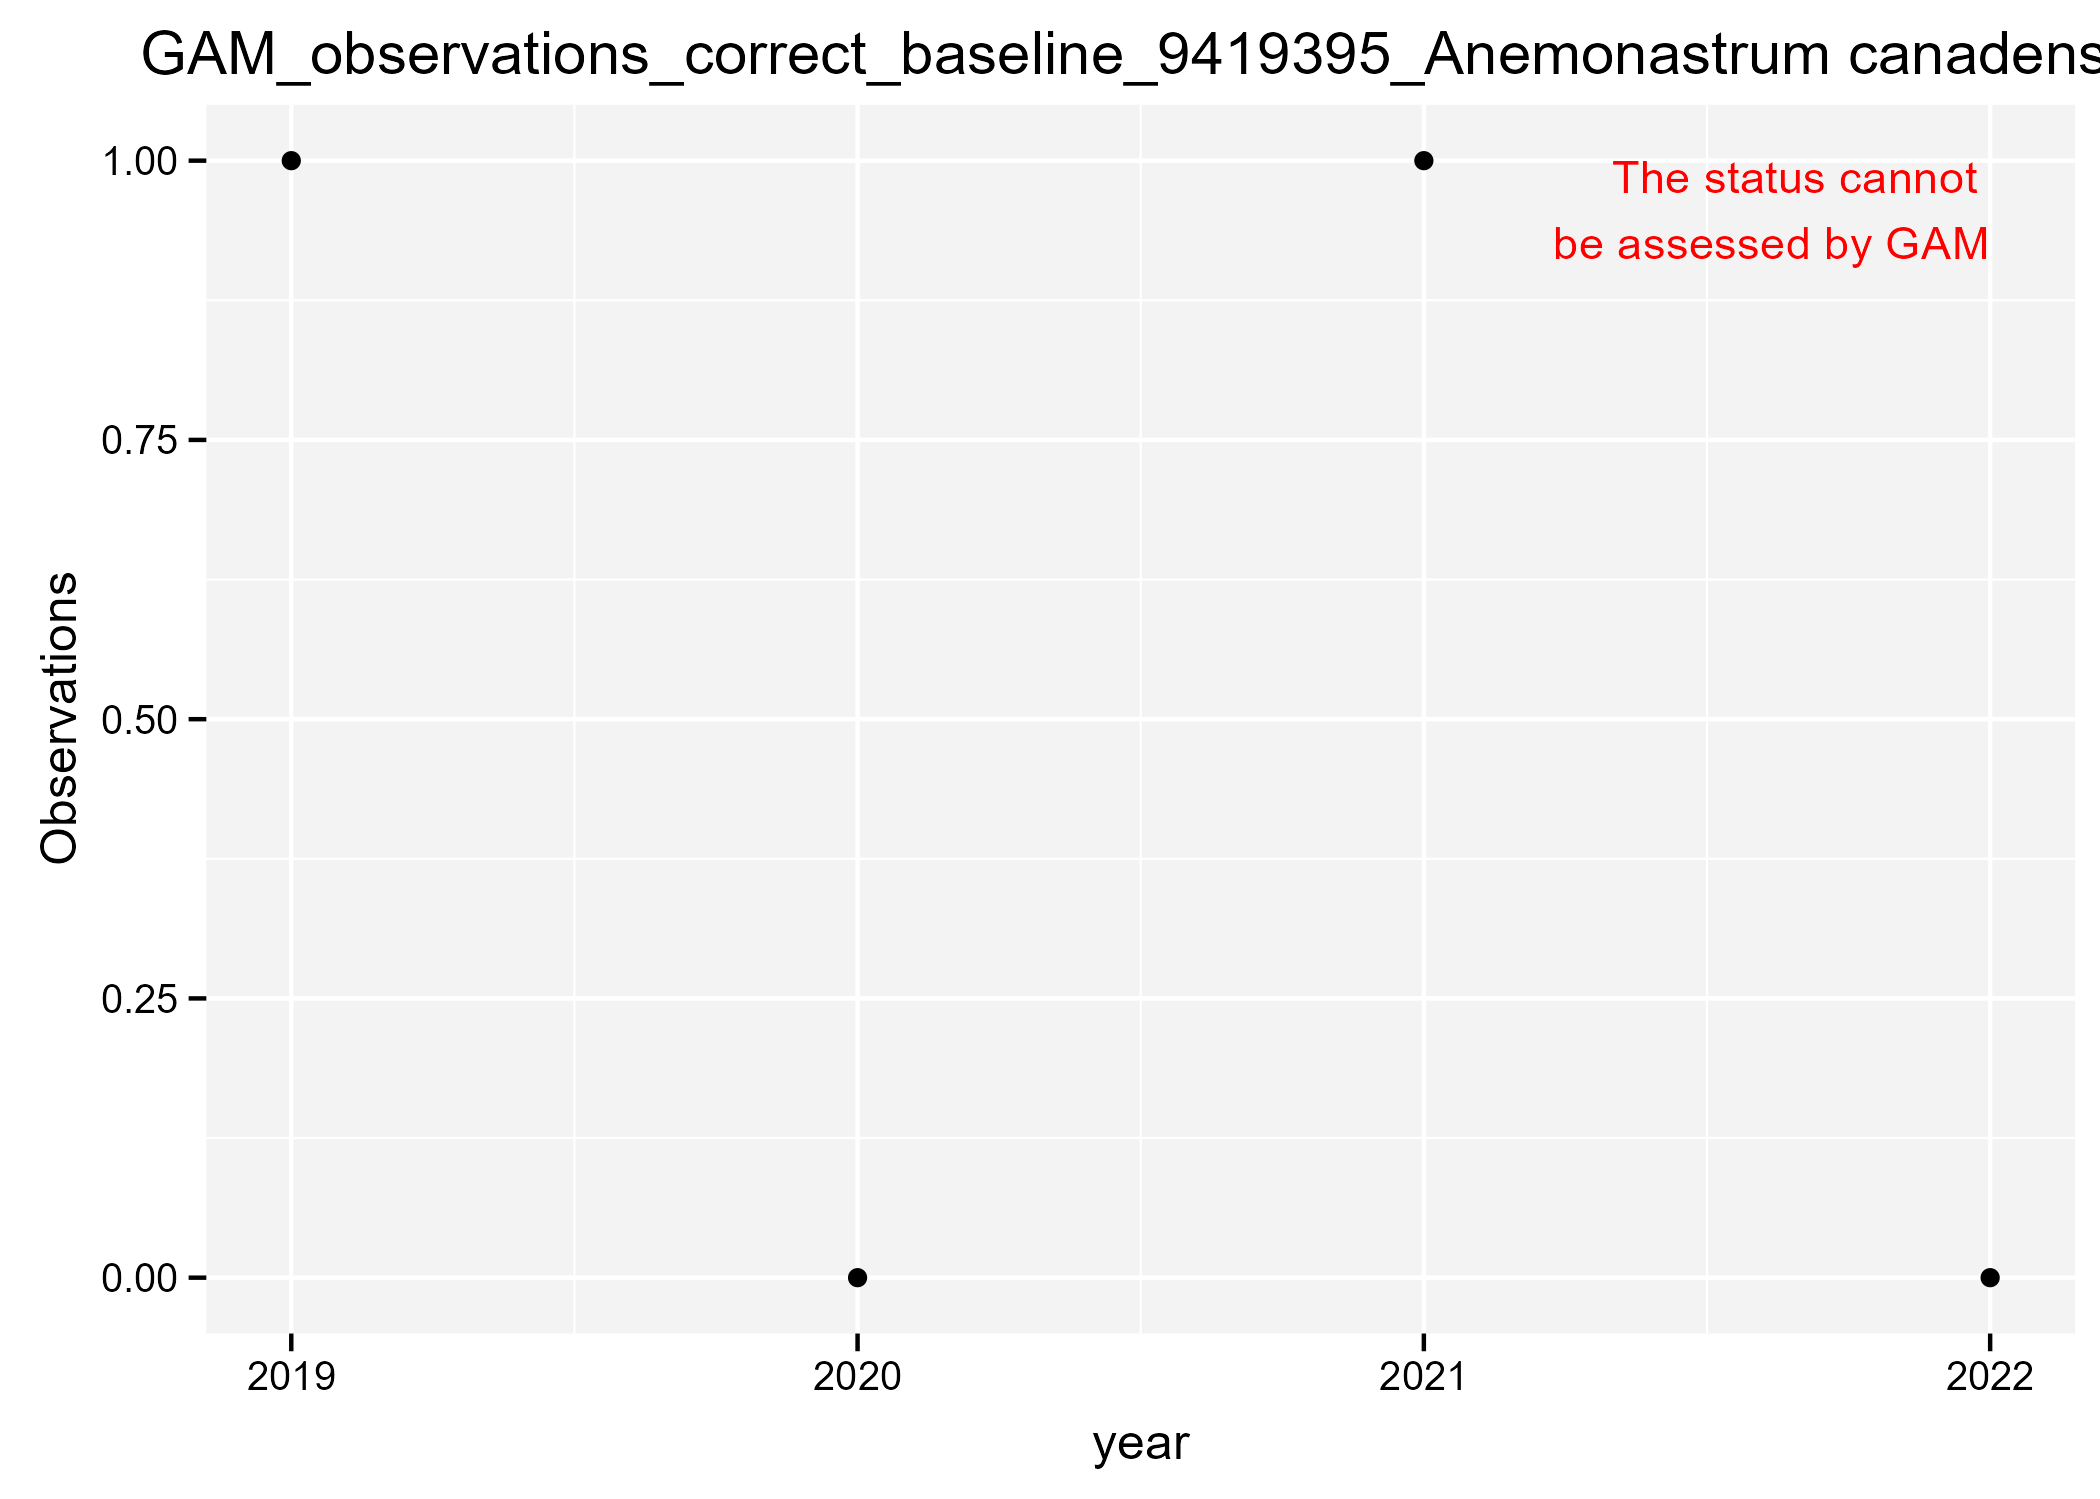 GAM_observations_correct_baseline_9419395_Anemonastrum canadens
1.00
The status cannot
be assessed by GAM
0.75
0.50
Observations
0.25
0.00
2019 2020 2021 2022
year